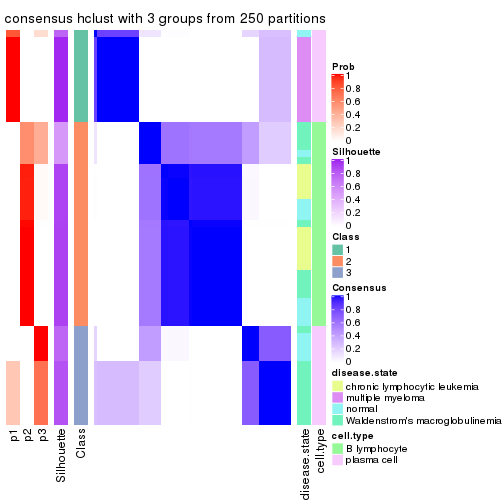 consensus hclust with 3 groups from 250 partitions
Prob
1
0.8
0.6
0.4
0.2
0
Silhouette
1
0.8
0.6
0.4
0.2
0
Class
1
2
3
Consensus
1
0.8
0.6
0.4
0.2
0
disease.state
chronic lymphocytic leukemia
multiple myeloma
normal
Waldenstrom's macroglobulinemia
cell.type
B lymphocyte
plasma cell
p1
p2
p3
Silhouette
Class
disease.state
cell.type